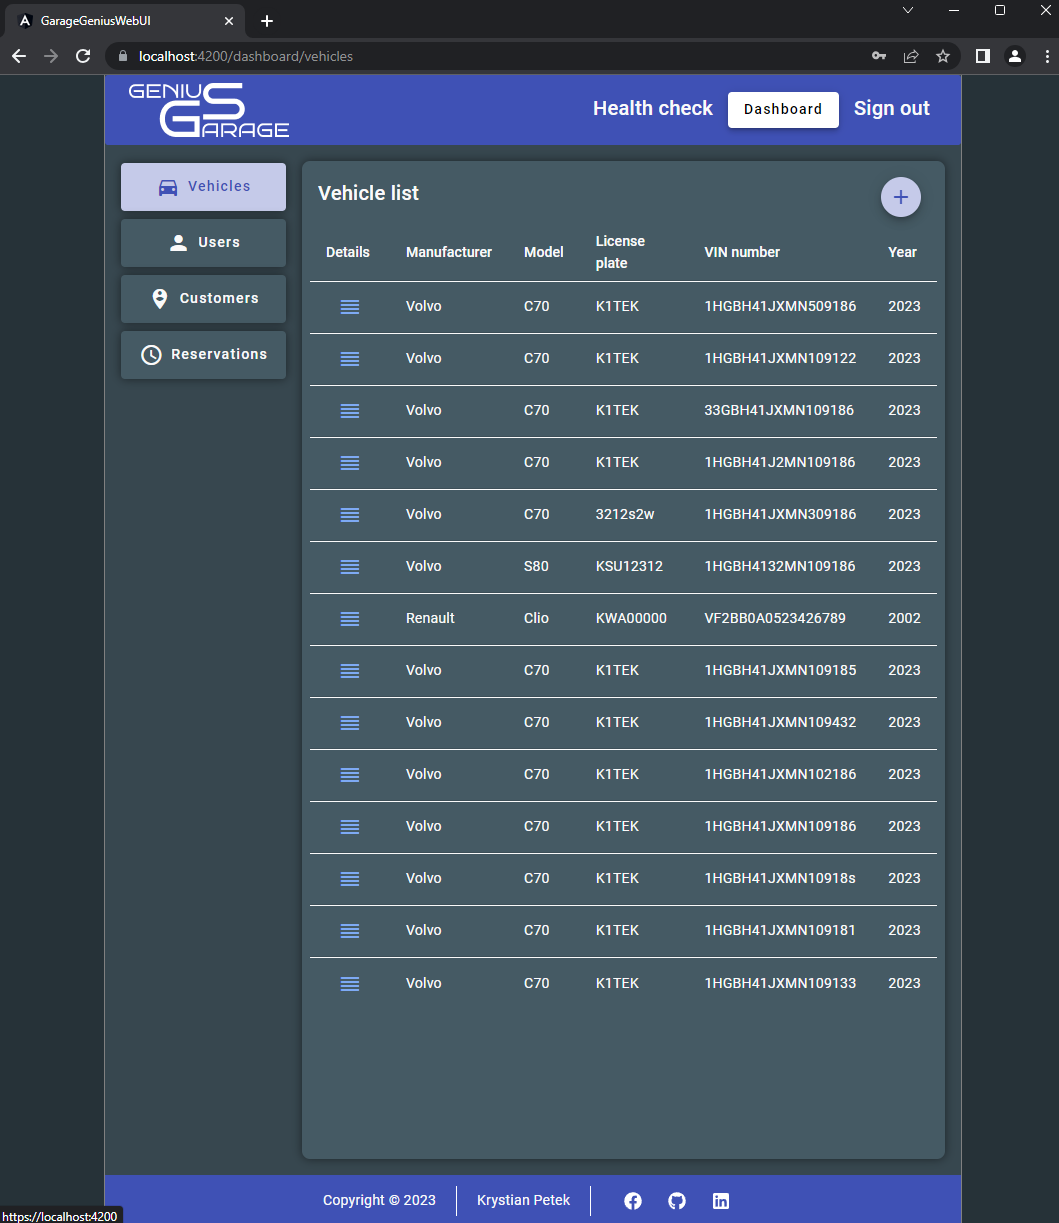 GarageGeniusWebUI
localhost:4200/dashboard/vehicles
GENIUS
GARAGE
Health check
Dashboard
Sign out
Vehicles
Users
Customers
Reservations
Vehicle list
Details Manufacturer Model License plate VIN number Year
Volvo C70 K1TEK 1HGBH41JXMN509186 2023
Volvo C70 K1TEK 1HGBH41JXMN109122 2023
Volvo C70 K1TEK 33GBH41JXMN109186 2023
Volvo C70 K1TEK 1HGBH41J2MN109186 2023
Volvo C70 3212s2w 1HGBH41JXMN309186 2023
Volvo S80 KSU12312 1HGBH4132MN109186 2023
Renault Clio KWA00000 VF2BB0A0523426789 2002
Volvo C70 K1TEK 1HGBH41JXMN109185 2023
Volvo C70 K1TEK 1HGBH41JXMN109432 2023
Volvo C70 K1TEK 1HGBH41JXMN102186 2023
Volvo C70 K1TEK 1HGBH41JXMN109186 2023
Volvo C70 K1TEK 1HGBH41JXMN10918s 2023
Volvo C70 K1TEK 1HGBH41JXMN109181 2023
Volvo C70 K1TEK 1HGBH41JXMN109133 2023
Copyright © 2023
Krystian Petek
https://localhost:4200